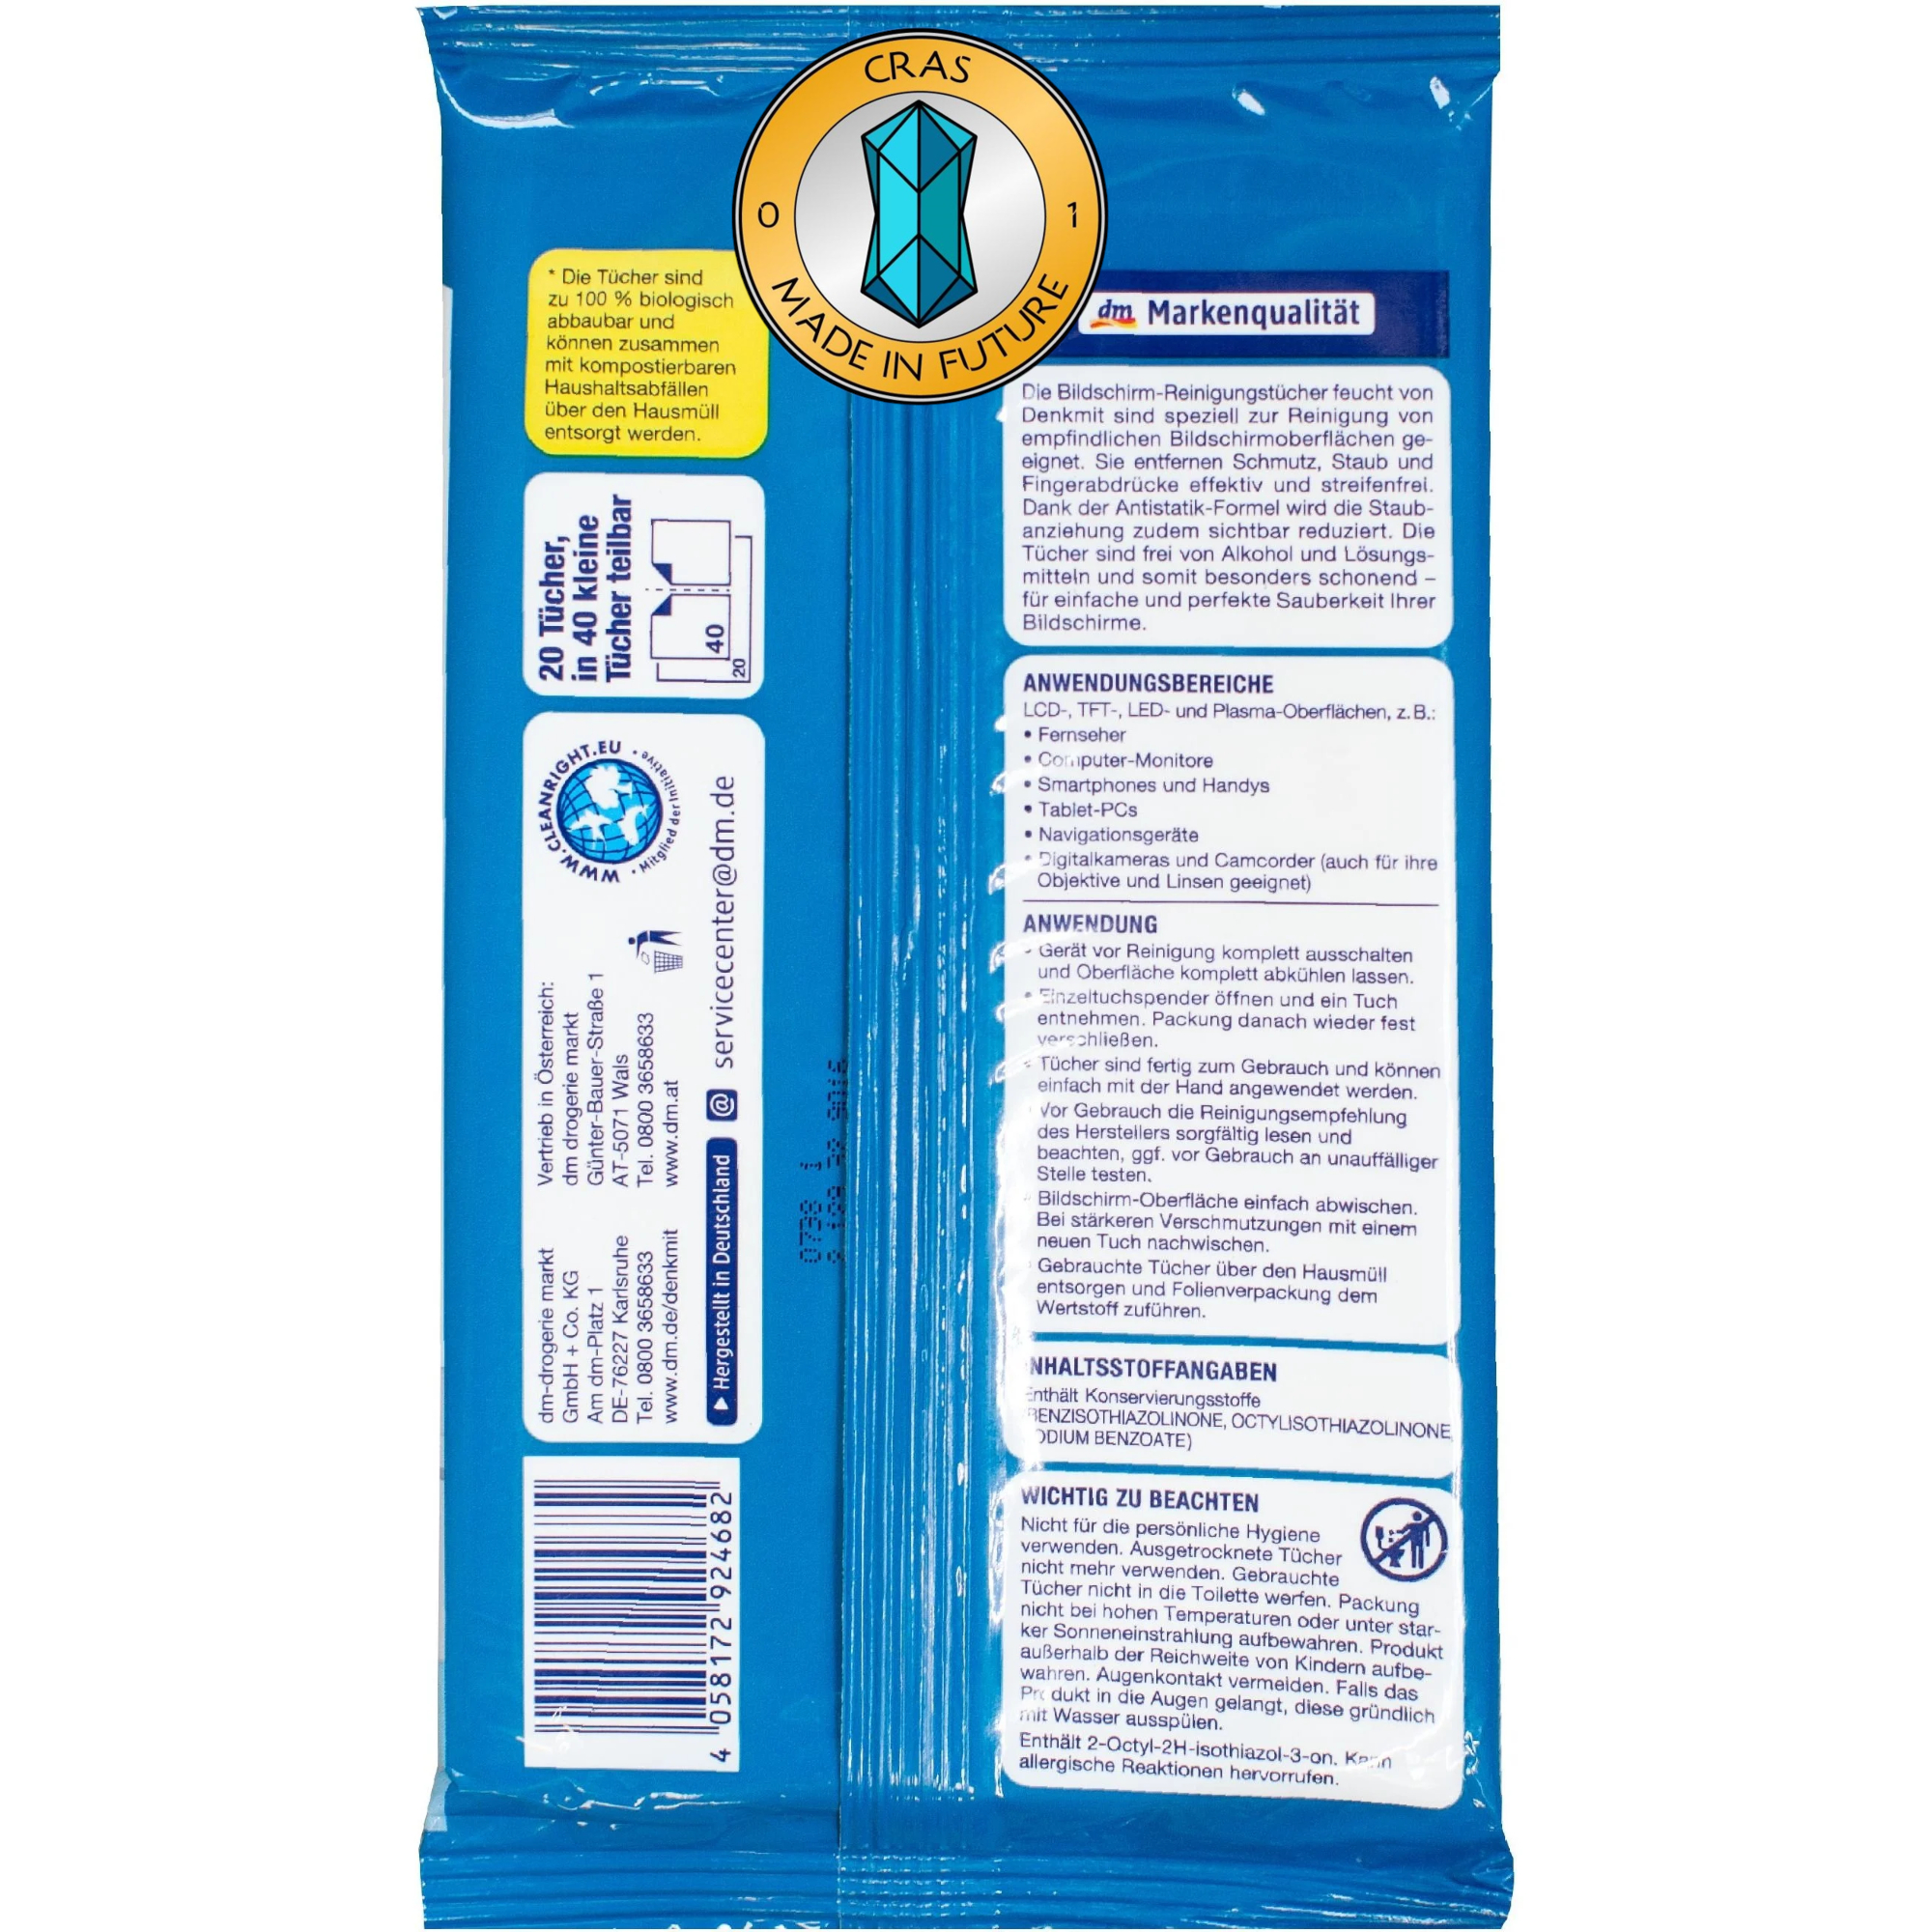 CRAS
0 1
MADE IN FUTURE
* Die Tücher sind
zu 100 % biologisch
abbaubar und
können zusammen
mit kompostierbaren
Haushaltsabfällen
über den Hausmüll
entsorgt werden.
20 Tücher,
in 40 kleine
Tücher teilbar
40
20
WWW.CLEANRIGHT.EU
• Mitglied der Initiative •
Vertrieb in Österreich:
dm drogerie markt
Günter-Bauer-Straße 1
AT-5071 Wals
Tel. 0800 3658633
www.dm.at
dm-drogerie markt
GmbH + Co. KG
Am dm-Platz 1
DE-76227 Karlsruhe
Tel. 0800 3658633
www.dm.de/denkmit
Hergestellt in Deutschland
@ servicecenter@dm.de
4 058172 924682
0738 1
dm Markenqualität
Die Bildschirm-Reinigungstücher feucht von
Denkmit sind speziell zur Reinigung von
empfindlichen Bildschirmoberflächen ge-
eignet. Sie entfernen Schmutz, Staub und
Fingerabdrücke effektiv und streifenfrei.
Dank der Antistatik-Formel wird die Staub-
anziehung zudem sichtbar reduziert. Die
Tücher sind frei von Alkohol und Lösungs-
mitteln und somit besonders schonend –
für einfache und perfekte Sauberkeit Ihrer
Bildschirme.
ANWENDUNGSBEREICHE
LCD-, TFT-, LED- und Plasma-Oberflächen, z.B.:
• Fernseher
• Computer-Monitore
• Smartphones und Handys
• Tablet-PCs
• Navigationsgeräte
• Digitalkameras und Camcorder (auch für ihre
Objektive und Linsen geeignet)
ANWENDUNG
• Gerät vor Reinigung komplett ausschalten
und Oberfläche komplett abkühlen lassen.
• Einzeltuchspender öffnen und ein Tuch
entnehmen. Packung danach wieder fest
verschließen.
• Tücher sind fertig zum Gebrauch und können
einfach mit der Hand angewendet werden.
Vor Gebrauch die Reinigungsempfehlung
des Herstellers sorgfältig lesen und
beachten, ggf. vor Gebrauch an unauffälliger
Stelle testen.
• Bildschirm-Oberfläche einfach abwischen.
Bei stärkeren Verschmutzungen mit einem
neuen Tuch nachwischen.
• Gebrauchte Tücher über den Hausmüll
entsorgen und Folienverpackung dem
Wertstoff zuführen.
INHALTSSTOFFANGABEN
Enthält Konservierungsstoffe
BENZISOTHIAZOLINONE, OCTYLISOTHIAZOLINONE,
SODIUM BENZOATE)
WICHTIG ZU BEACHTEN
Nicht für die persönliche Hygiene
verwenden. Ausgetrocknete Tücher
nicht mehr verwenden. Gebrauchte
Tücher nicht in die Toilette werfen. Packung
nicht bei hohen Temperaturen oder unter star-
ker Sonneneinstrahlung aufbewahren. Produkt
außerhalb der Reichweite von Kindern aufbe-
wahren. Augenkontakt vermeiden. Falls das
Produkt in die Augen gelangt, diese gründlich
mit Wasser ausspülen.
Enthält 2-Octyl-2H-isothiazol-3-on. Kann
allergische Reaktionen hervorrufen.